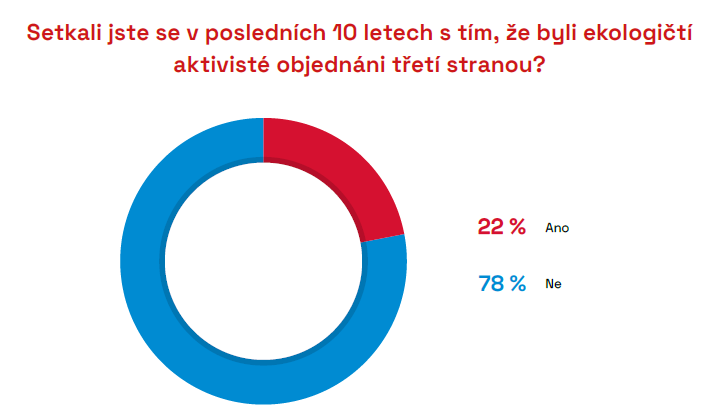 Setkali jste se v posledních 10 letech s tím, že byli ekologičtí
aktivisté objednáni třetí stranou?
22 % Ano
78 % Ne